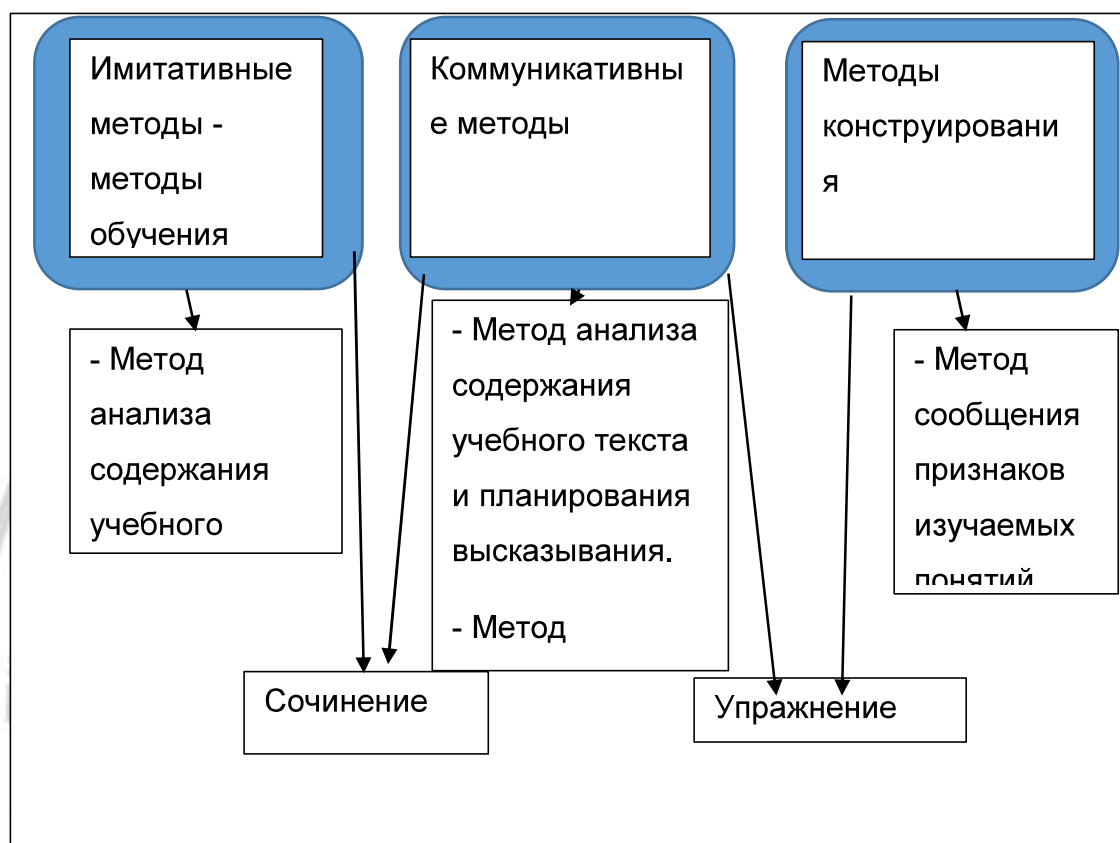 Имитативные
методы -
методы
обучения
Коммуникативны
е методы
Методы
конструировани
я
- Метод
анализа
содержания
учебного
- Метод анализа
содержания
учебного текста
и планирования
высказывания.
- Метод
- Метод
сообщения
признаков
изучаемых
понятий
Сочинение
Упражнение